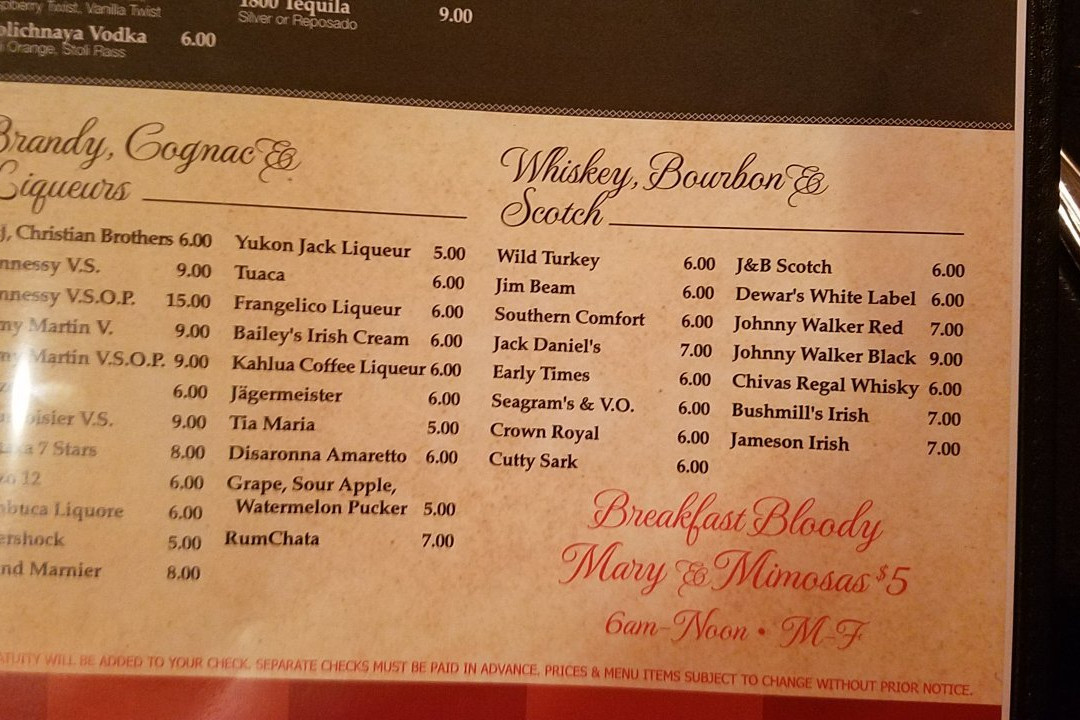 Twist, Vanilla Twist
1800 Tequila 9.00
Silver or Reposado
Vodka 6.00
Orange, Stoli Rass
Brandy, Cognac &
Liqueurs
Christian Brothers 6.00
V.S. 9.00
V.S.O.P. 15.00
Martin V. 9.00
Martin V.S.O.P. 9.00
6.00
V.S. 9.00
7 Stars 8.00
12 6.00
Liquore 6.00
5.00
Marnier 8.00
Yukon Jack Liqueur 5.00
Tuaca 6.00
Frangelico Liqueur 6.00
Bailey's Irish Cream 6.00
Kahlua Coffee Liqueur 6.00
Jägermeister 6.00
Tia Maria 5.00
Disaronna Amaretto 6.00
Grape, Sour Apple,
Watermelon Pucker 5.00
RumChata 7.00
Whiskey, Bourbon &
Scotch
Wild Turkey 6.00
Jim Beam 6.00
Southern Comfort 6.00
Jack Daniel's 7.00
Early Times 6.00
Seagram's & V.O. 6.00
Crown Royal 6.00
Cutty Sark 6.00
J&B Scotch 6.00
Dewar's White Label 6.00
Johnny Walker Red 7.00
Johnny Walker Black 9.00
Chivas Regal Whisky 6.00
Bushmill's Irish 7.00
Jameson Irish 7.00
Breakfast Bloody
Mary & Mimosas $5
6am-Noon • M-F
WILL BE ADDED TO YOUR CHECK. SEPARATE CHECKS MUST BE PAID IN ADVANCE. PRICES & MENU ITEMS SUBJECT TO CHANGE WITHOUT PRIOR NOTICE.